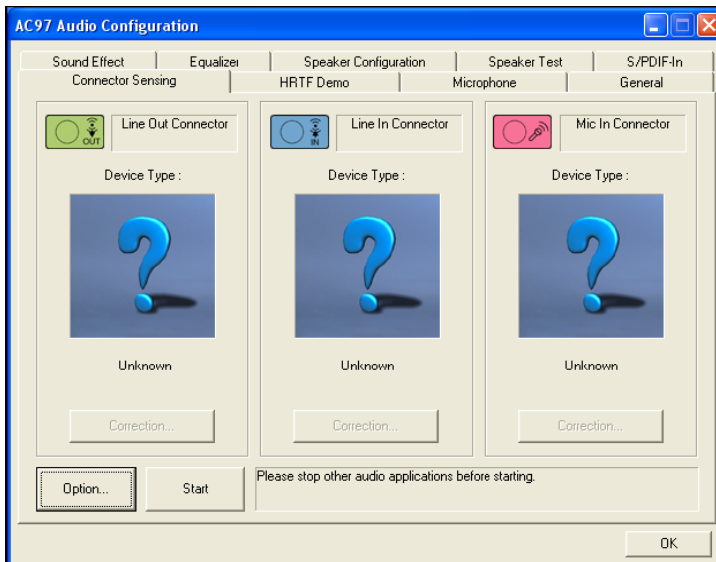 AC97 Audio Configuration
Sound Effect
Equalizer
Speaker Configuration
Speaker Test
S/PDIF-In
Connector Sensing
HRTF Demo
Microphone
General
OUT
Line Out Connector
IN
Line In Connector
Mic In Connector
Device Type :
Device Type :
Device Type :
Unknown
Unknown
Unknown
Correction...
Correction...
Correction...
Option...
Start
Please stop other audio applications before starting.
OK